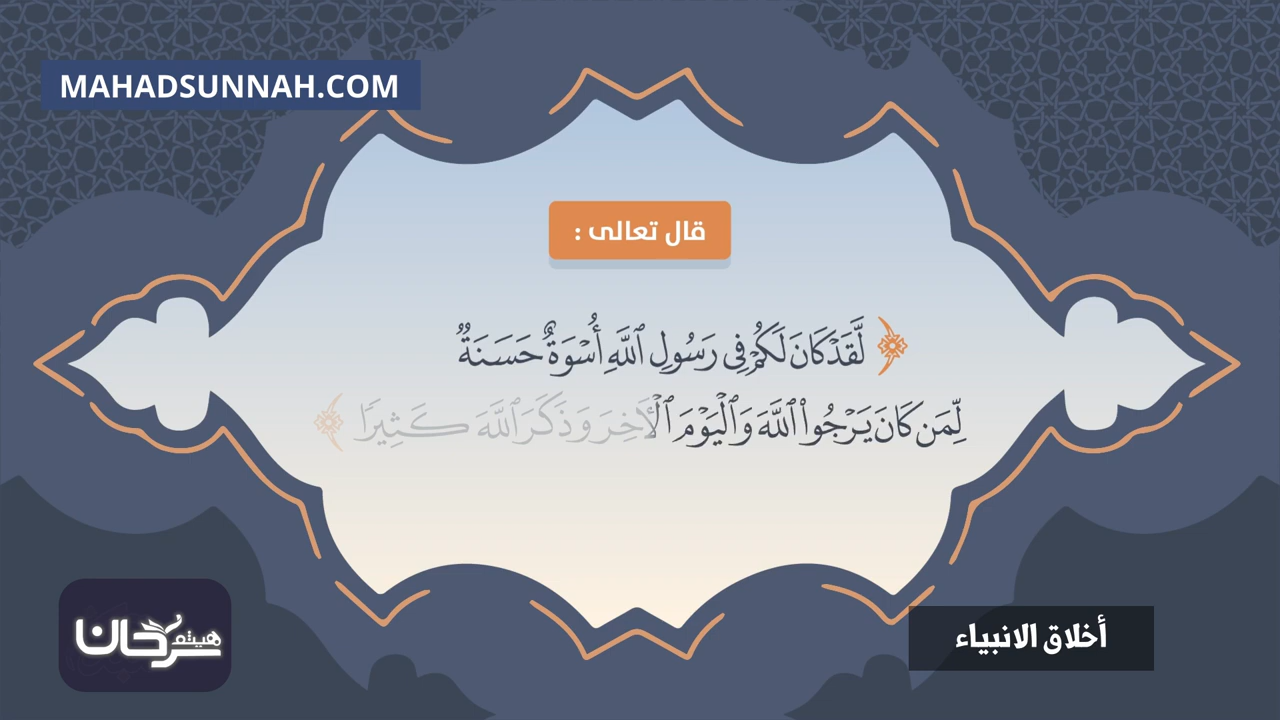 MAHADSUNNAH.COM
قال تعالى :
﴿ لَّقَدْ كَانَ لَكُمْ فِى رَسُولِ ٱللَّهِ أُسْوَةٌ حَسَنَةٌ
لِّمَن كَانَ يَرْجُوا۟ ٱللَّهَ وَٱلْيَوْمَ ٱلْـَٔاخِرَ وَذَكَرَ ٱللَّهَ كَثِيرًا ﴾
هيثم سرحان
أخلاق الانبياء